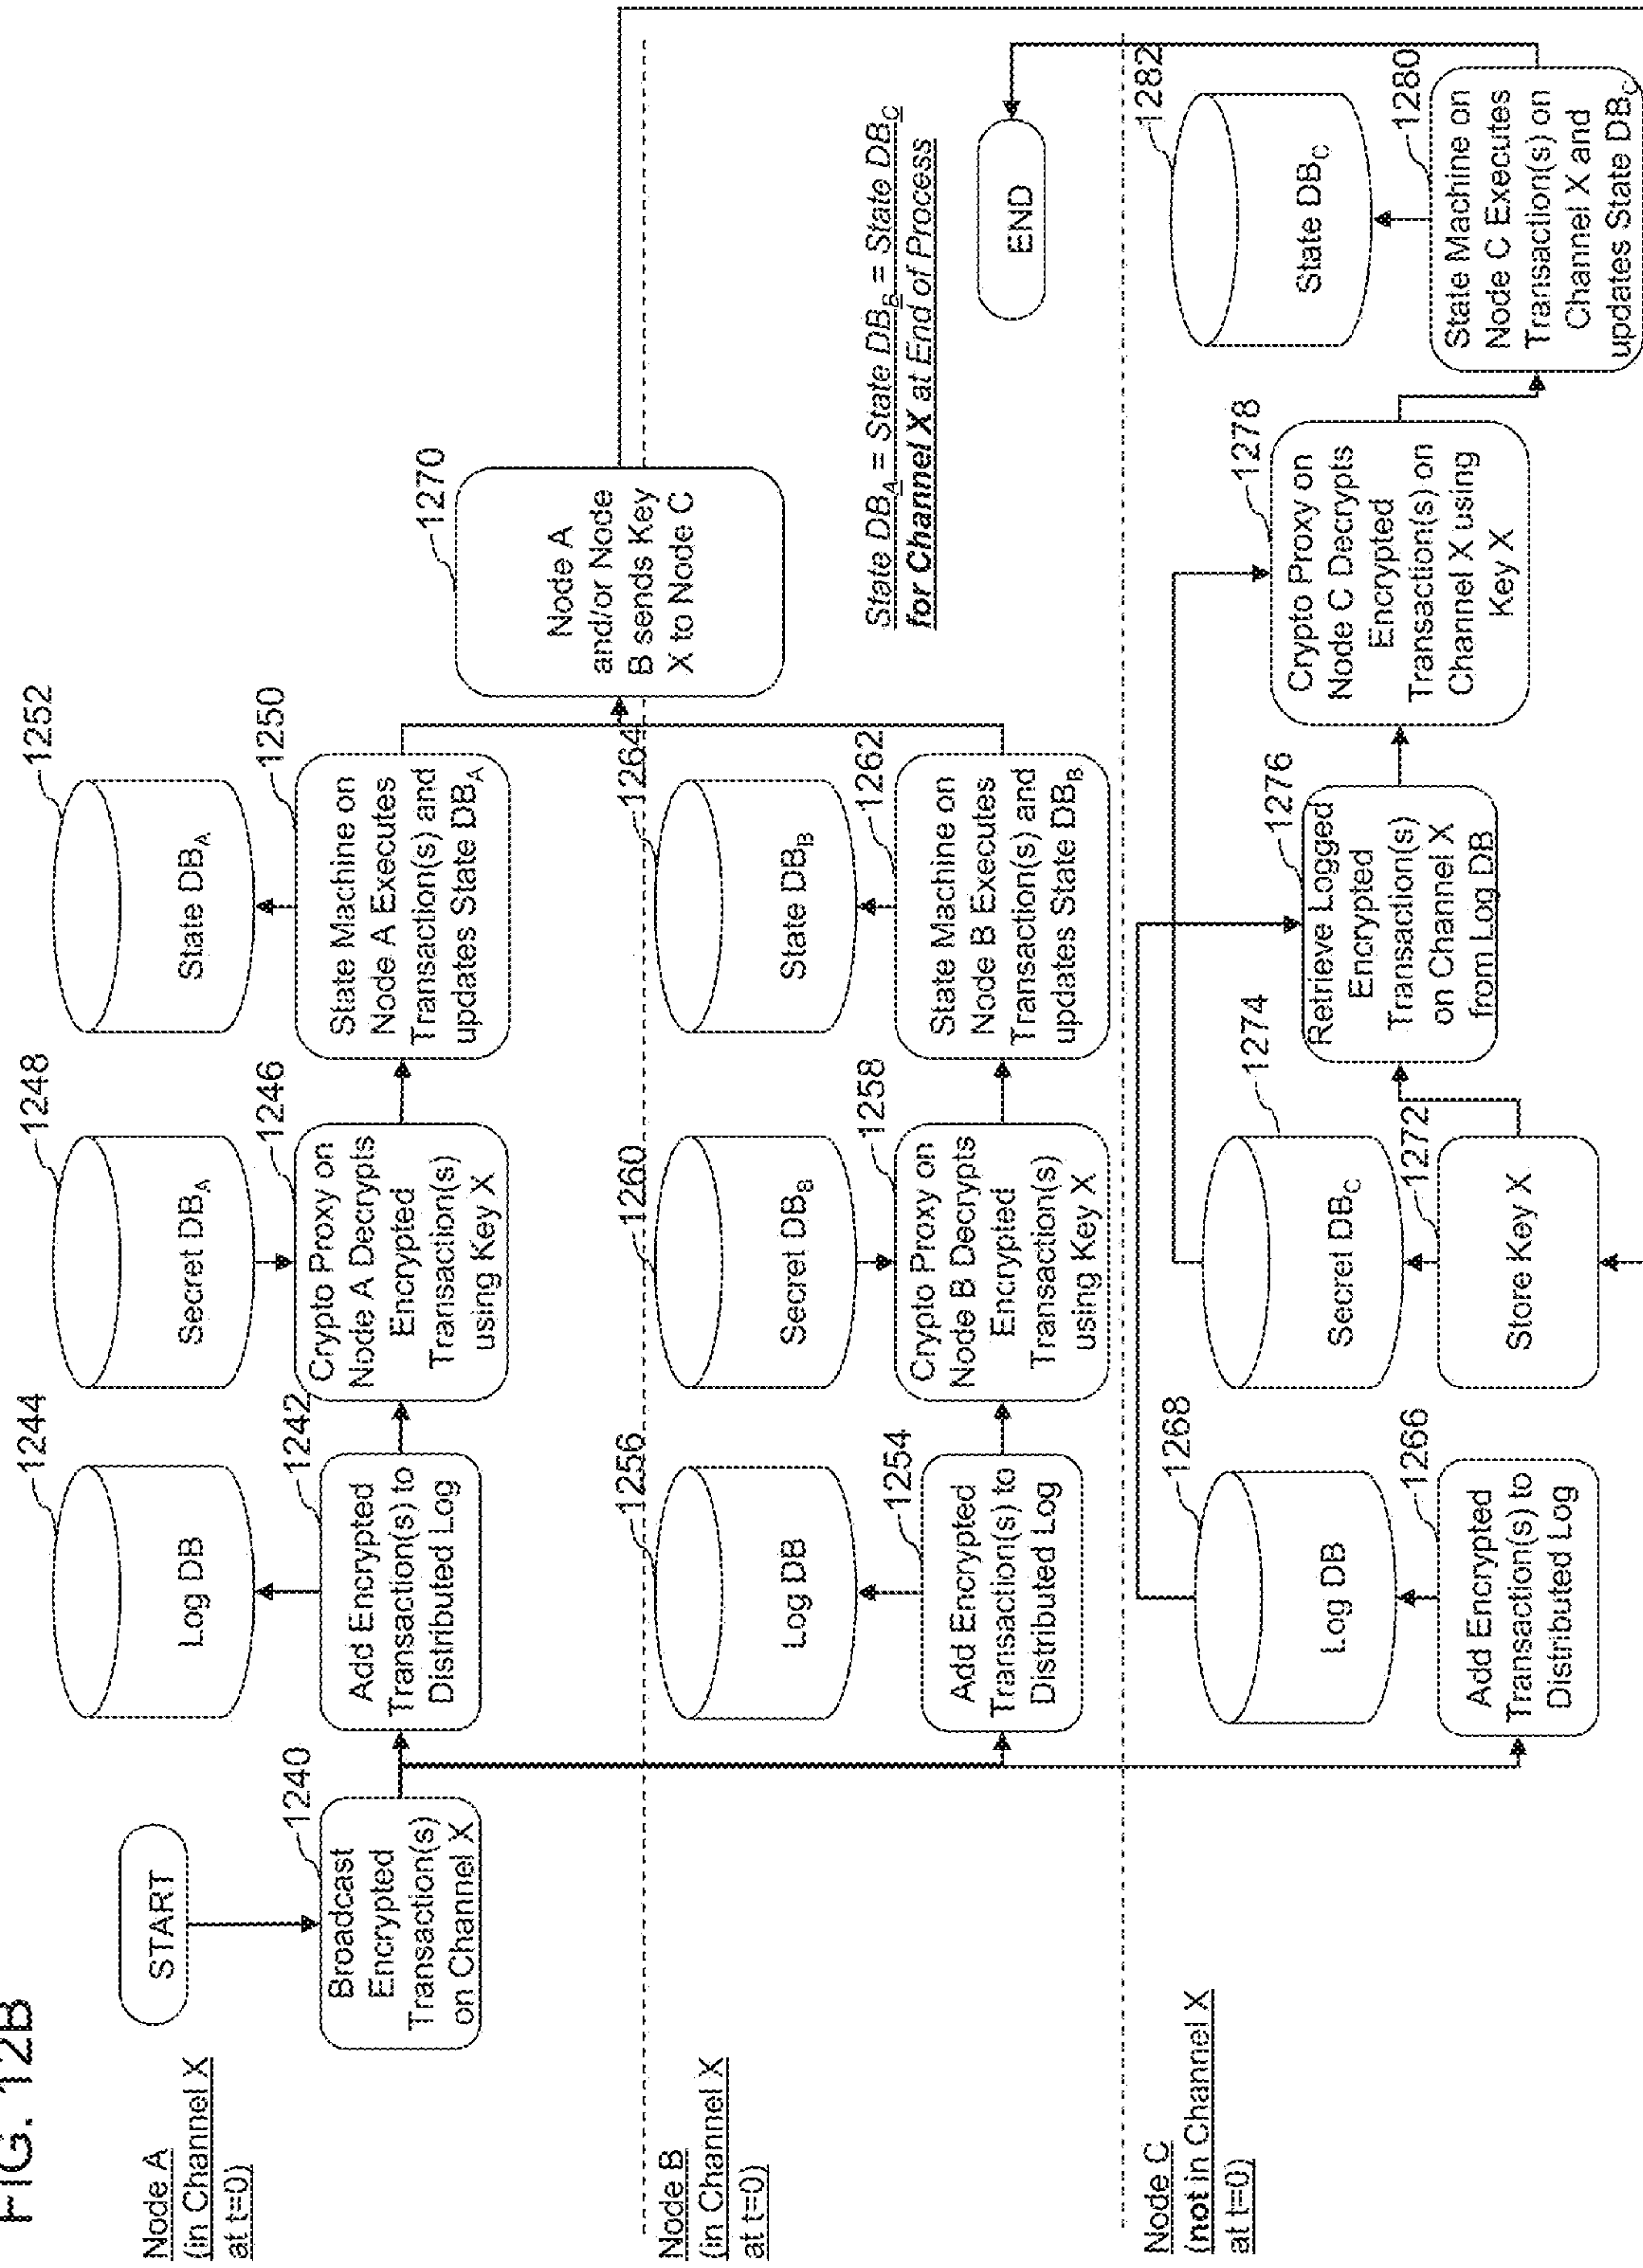 FIG. 12B
Node A
(in Channel X
at t=0)
START
1240
Broadcast
Encrypted
Transaction(s)
on Channel X
1244
Log DB
1242
Add Encrypted
Transaction(s) to
Distributed Log
1248
Secret DBA
1246
Crypto Proxy on
Node A Decrypts
Encrypted
Transaction(s)
using Key X
1252
State DBA
1250
State Machine on
Node A Executes
Transaction(s) and
updates State DBA
1270
Node A
and/or Node
B sends Key
X to Node C
Node B
(in Channel X
at t=0)
1256
Log DB
1254
Add Encrypted
Transaction(s) to
Distributed Log
1260
Secret DBB
1258
Crypto Proxy on
Node B Decrypts
Encrypted
Transaction(s)
using Key X
1264
State DBB
1262
State Machine on
Node B Executes
Transaction(s) and
updates State DBB
State DBA = State DBB = State DBC
for Channel X at End of Process
END
Node C
(not in Channel X
at t=0)
1268
Log DB
1266
Add Encrypted
Transaction(s) to
Distributed Log
1274
Secret DBC
1272
Store Key X
1276
Retrieve Logged
Encrypted
Transaction(s)
on Channel X
from Log DB
1278
Crypto Proxy on
Node C Decrypts
Encrypted
Transaction(s) on
Channel X using
Key X
1282
State DBC
1280
State Machine on
Node C Executes
Transaction(s) on
Channel X and
updates State DBC